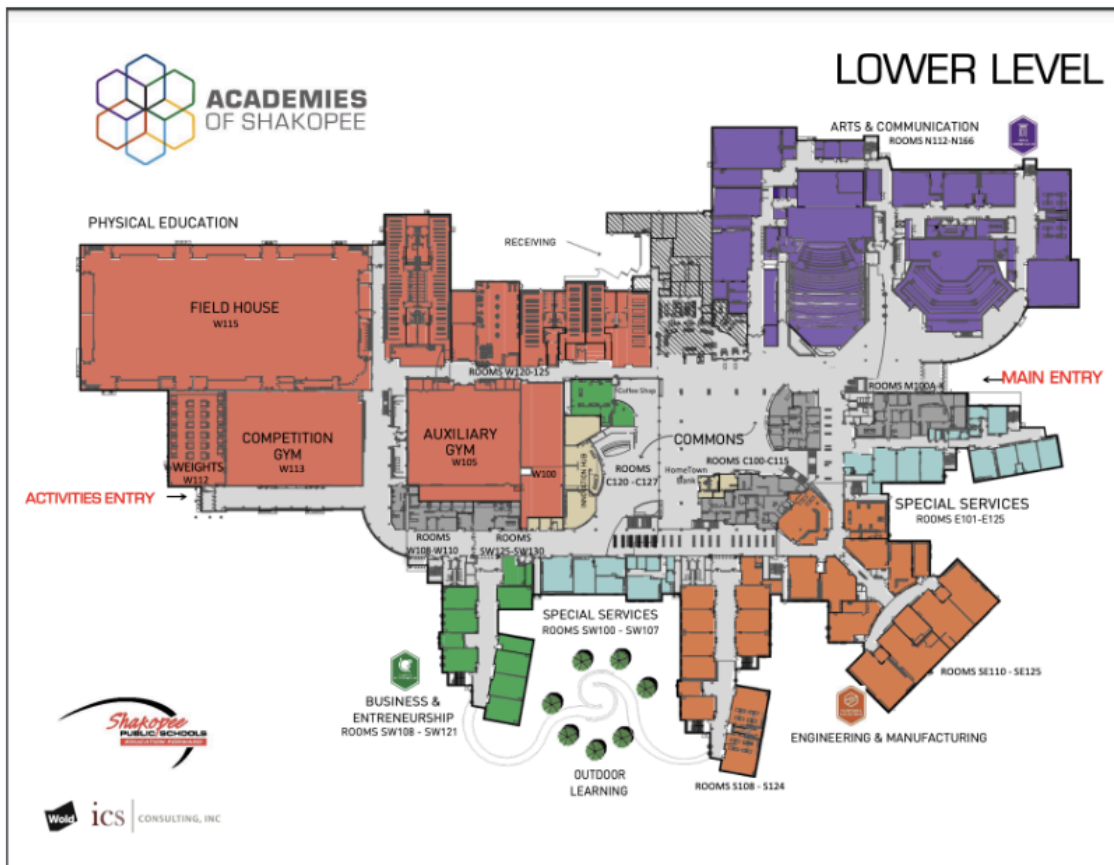 LOWER LEVEL
ACADEMIES
OF SHAKOPEE
ARTS & COMMUNICATION
ROOMS N112-N166
PHYSICAL EDUCATION
RECEIVING
FIELD HOUSE
W115
ROOMS W120-125
MAIN ENTRY
ROOMS M100A-K
Coffee Shop
COMPETITION
GYM
W113
AUXILIARY
GYM
W105
W100
COMMONS
WEIGHTS
W112
INNOVATION HUB
ROOMS
C120 - C127
ROOMS C100-C115
HomeTown
Bank
ACTIVITIES ENTRY
SPECIAL SERVICES
ROOMS E101-E125
ROOMS
W108-W110
ROOMS
SW125-SW130
SPECIAL SERVICES
ROOMS SW100 - SW107
ROOMS SE110 - SE125
BUSINESS &
ENTRENEURSHIP
ROOMS SW108 - SW121
ENGINEERING & MANUFACTURING
OUTDOOR
LEARNING
ROOMS S108 - S124
Shakopee
PUBLIC SCHOOLS
EDUCATION FORWARD
Wold
ics
CONSULTING, INC